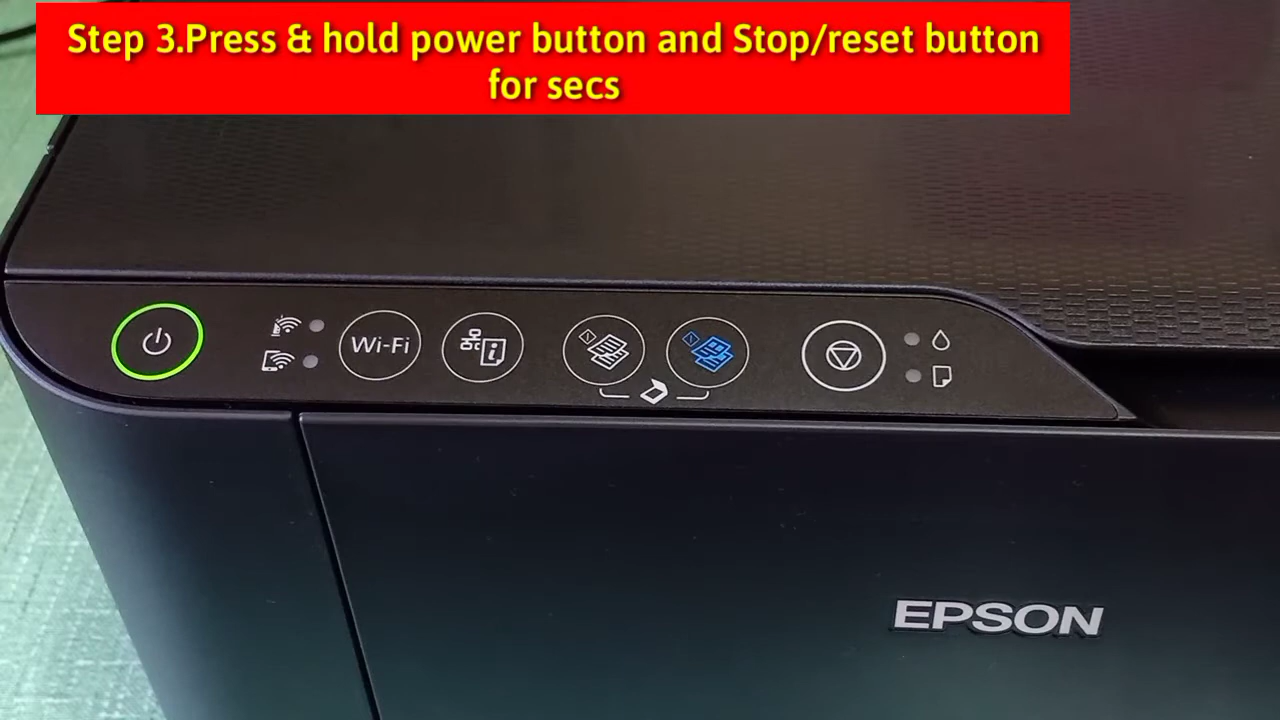 Step 3.Press & hold power button and Stop/reset button
for secs
Wi-Fi
i
EPSON